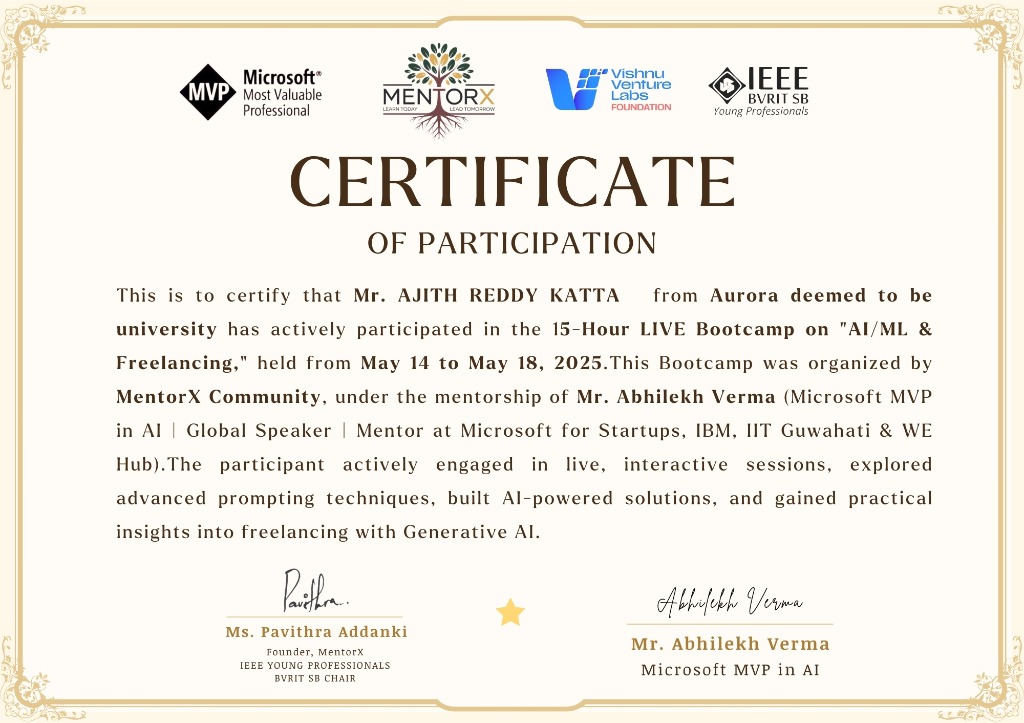 MVP Microsoft® Most Valuable Professional
MENTORX
LEARN TODAY LEAD TOMORROW
Vishnu Venture Labs FOUNDATION
IEEE BVRIT SB Young Professionals
CERTIFICATE
OF PARTICIPATION
This is to certify that Mr. AJITH REDDY KATTA from Aurora deemed to be
university has actively participated in the 15-Hour LIVE Bootcamp on "AI/ML &
Freelancing," held from May 14 to May 18, 2025.This Bootcamp was organized by
MentorX Community, under the mentorship of Mr. Abhilekh Verma (Microsoft MVP
in AI | Global Speaker | Mentor at Microsoft for Startups, IBM, IIT Guwahati & WE
Hub).The participant actively engaged in live, interactive sessions, explored
advanced prompting techniques, built AI-powered solutions, and gained practical
insights into freelancing with Generative AI.
Pavithra
Ms. Pavithra Addanki
Founder, MentorX
IEEE YOUNG PROFESSIONALS
BVRIT SB CHAIR
Abhilekh Verma
Mr. Abhilekh Verma
Microsoft MVP in AI